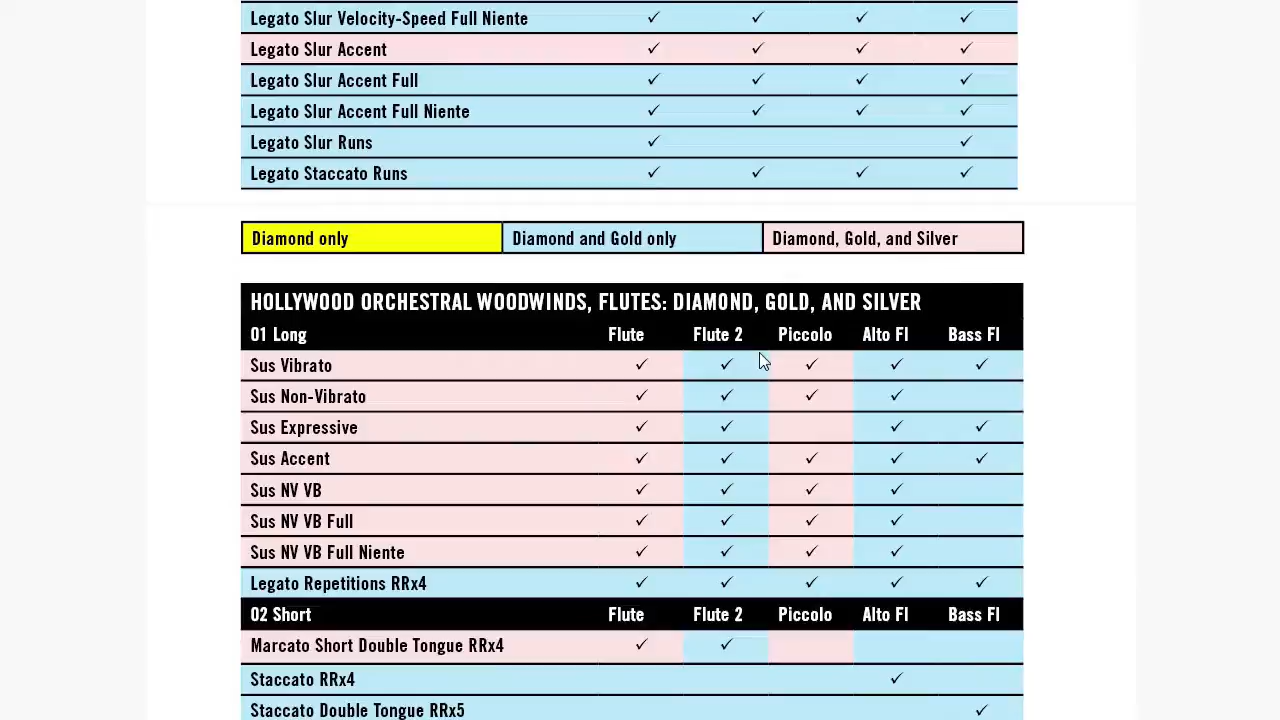 Legato Slur Velocity-Speed Full Niente ✓ ✓ ✓ ✓
Legato Slur Accent ✓ ✓ ✓ ✓
Legato Slur Accent Full ✓ ✓ ✓ ✓
Legato Slur Accent Full Niente ✓ ✓ ✓ ✓
Legato Slur Runs ✓ ✓
Legato Staccato Runs ✓ ✓ ✓ ✓
Diamond only Diamond and Gold only Diamond, Gold, and Silver
HOLLYWOOD ORCHESTRAL WOODWINDS, FLUTES: DIAMOND, GOLD, AND SILVER
01 Long Flute Flute 2 Piccolo Alto Fl Bass Fl
Sus Vibrato ✓ ✓ ✓ ✓ ✓
Sus Non-Vibrato ✓ ✓ ✓ ✓
Sus Expressive ✓ ✓ ✓ ✓
Sus Accent ✓ ✓ ✓ ✓ ✓
Sus NV VB ✓ ✓ ✓ ✓
Sus NV VB Full ✓ ✓ ✓ ✓
Sus NV VB Full Niente ✓ ✓ ✓ ✓
Legato Repetitions RRx4 ✓ ✓ ✓ ✓ ✓
02 Short Flute Flute 2 Piccolo Alto Fl Bass Fl
Marcato Short Double Tongue RRx4 ✓ ✓
Staccato RRx4 ✓
Staccato Double Tongue RRx5 ✓